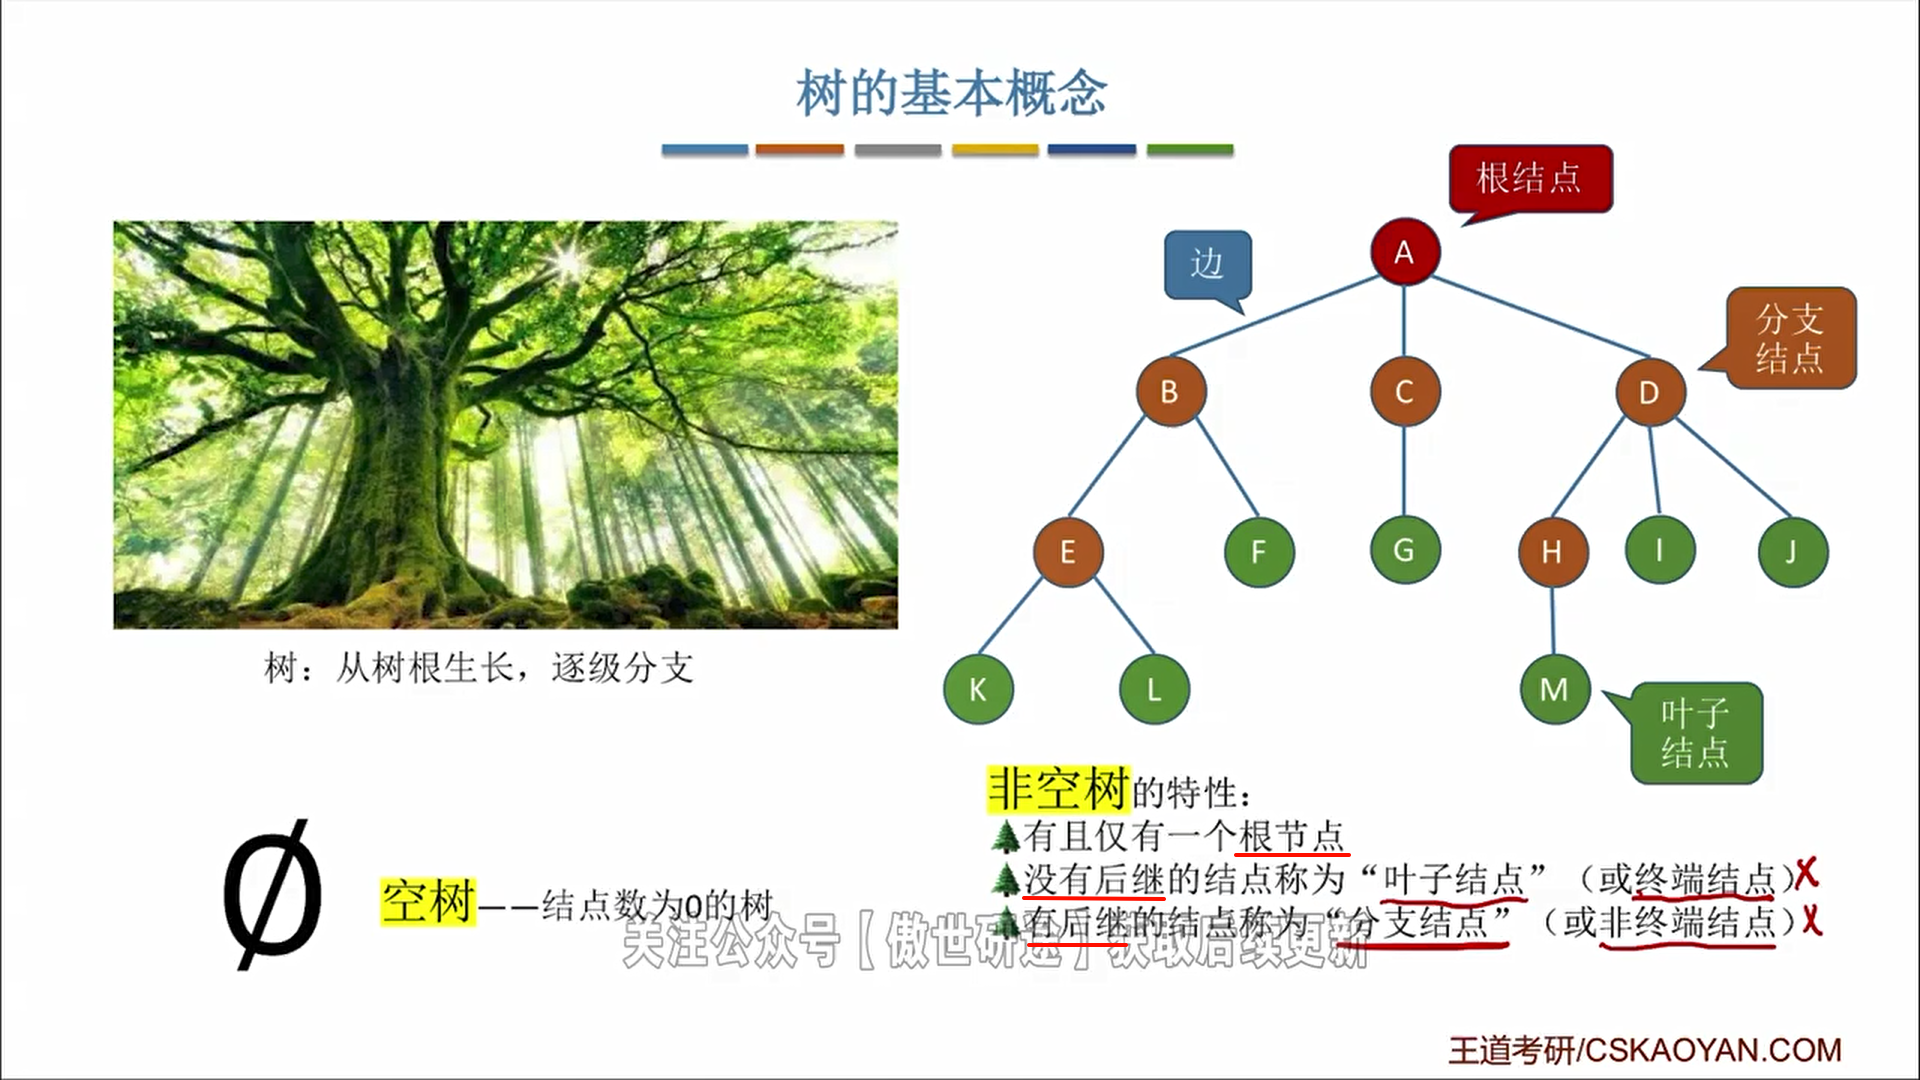 树的基本概念
根结点
边
A
分支
结点
B
C
D
E
F
G
H
I
J
K
L
M
叶子
结点
树：从树根生长，逐级分支
非空树的特性：
有且仅有一个根节点
没有后继的结点称为“叶子结点”（或终端结点）
有后继的结点称为“分支结点”（或非终端结点）
Ø
空树——结点数为0的树
关注公众号【傲世研途】获取后续更新
王道考研/CSKAOYAN.COM